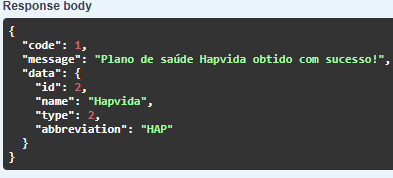 Response body
{
  "code": 1,
  "message": "Plano de saúde Hapvida obtido com sucesso!",
  "data": {
    "id": 2,
    "name": "Hapvida",
    "type": 2,
    "abbreviation": "HAP"
  }
}